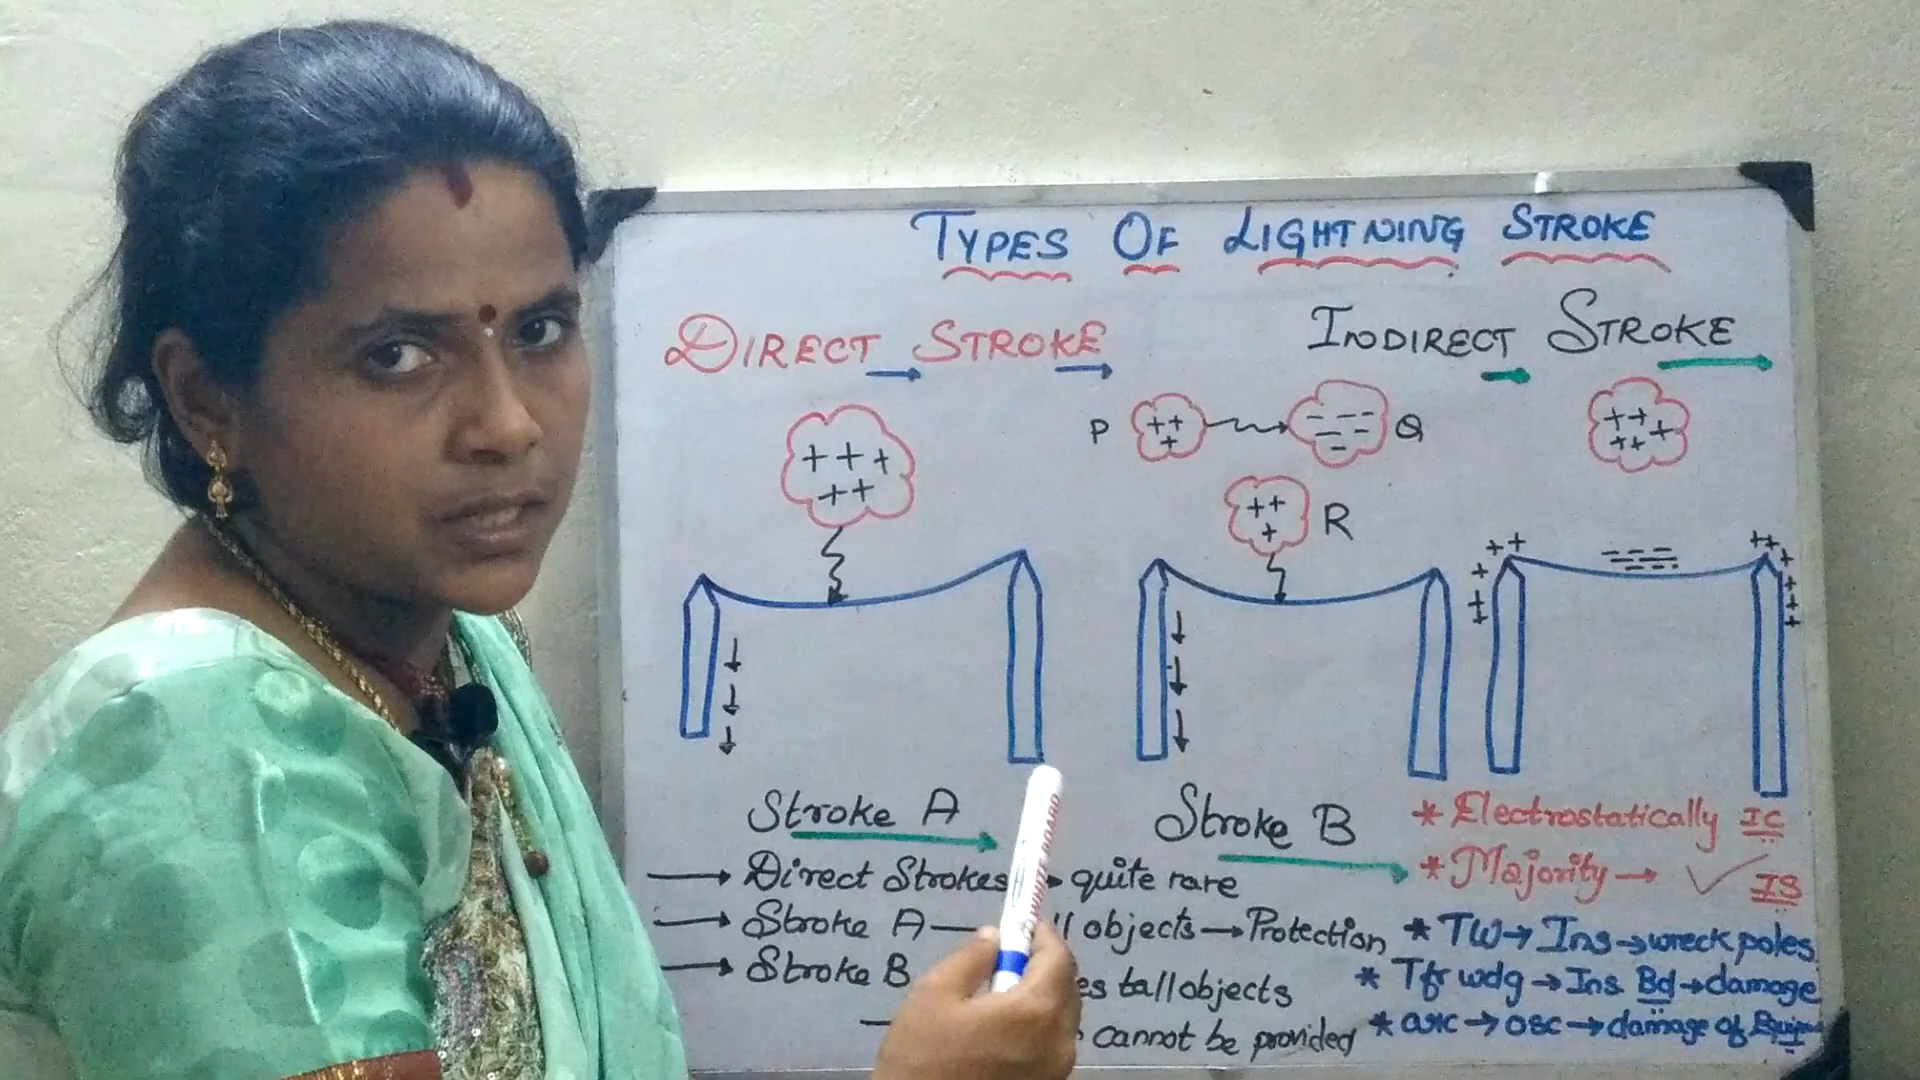 TYPES OF LIGHTNING STROKE
DIRECT STROKE
INDIRECT STROKE
P ++ + --- -- - Q
+++ ++
++ +++
++ + R
Stroke A
Stroke B
→ Direct Strokes → quite rare
→ Stroke A — objects → Protection
→ Stroke B tall objects
cannot be provided
* Electrostatically IC
* Majority → ✓ IS
* TW → Ins → wreck poles
* Tfr wdg → Ins Bd → damage
* arc → osc → damage of Equip